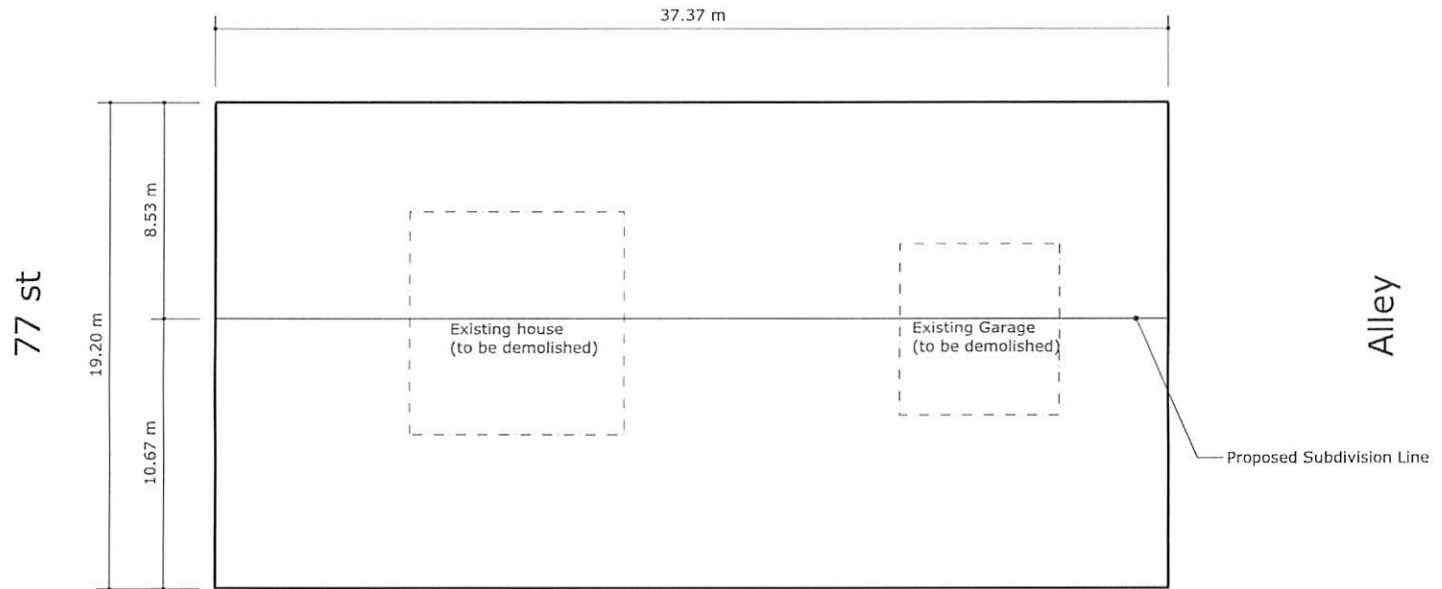 37.37 m
77 st
19.20 m
8.53 m
10.67 m
Existing house
(to be demolished)
Existing Garage
(to be demolished)
Alley
Proposed Subdivision Line